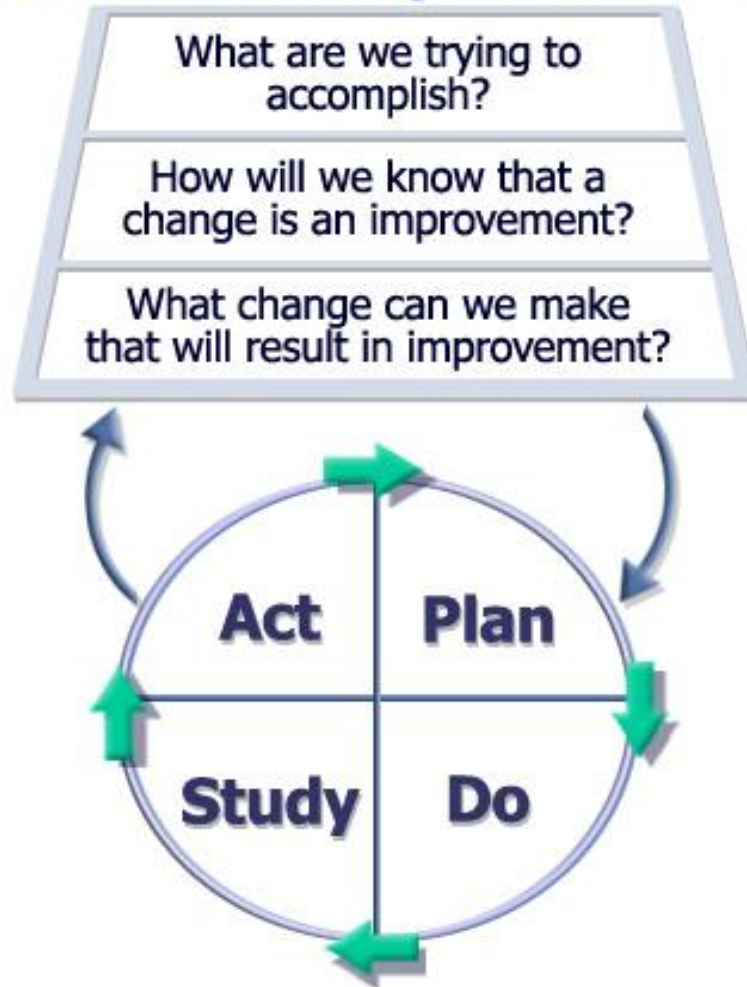 What are we trying to
accomplish?
How will we know that a
change is an improvement?
What change can we make
that will result in improvement?
Act
Plan
Study
Do